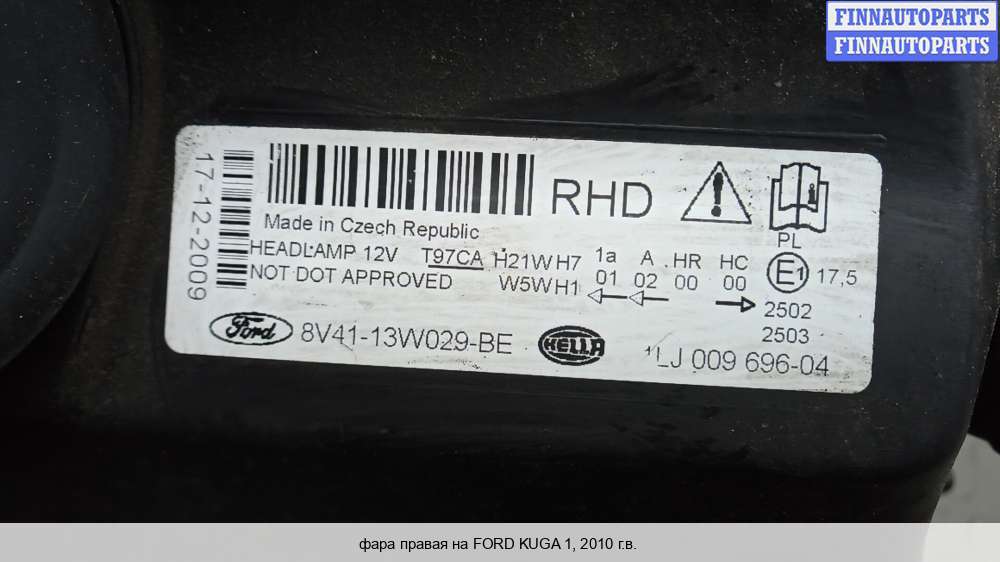 FINNAUTOPARTS
FINNAUTOPARTS
17-12-2009
RHD
Made in Czech Republic
PL
HEADLAMP 12V T97CA H21W H7 1a A HR HC E1 17,5
NOT DOT APPROVED W5W H1 01 02 00 00
2502
2503
Ford 8V41-13W029-BE HELLA 1LJ 009 696-04
фара правая на FORD KUGA 1, 2010 г.в.